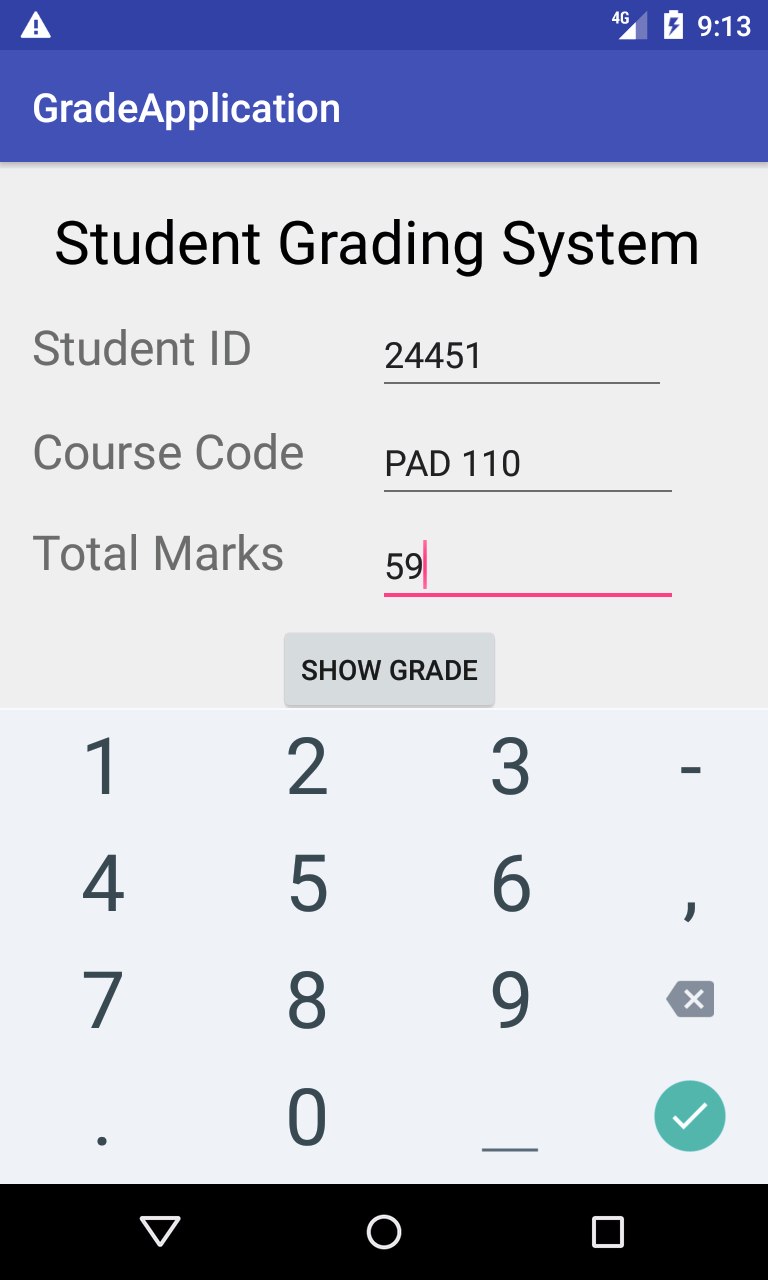 4G 9:13
GradeApplication
Student Grading System
Student ID 24451
Course Code PAD 110
Total Marks 59
SHOW GRADE
1 2 3 -
4 5 6 ,
7 8 9
. 0